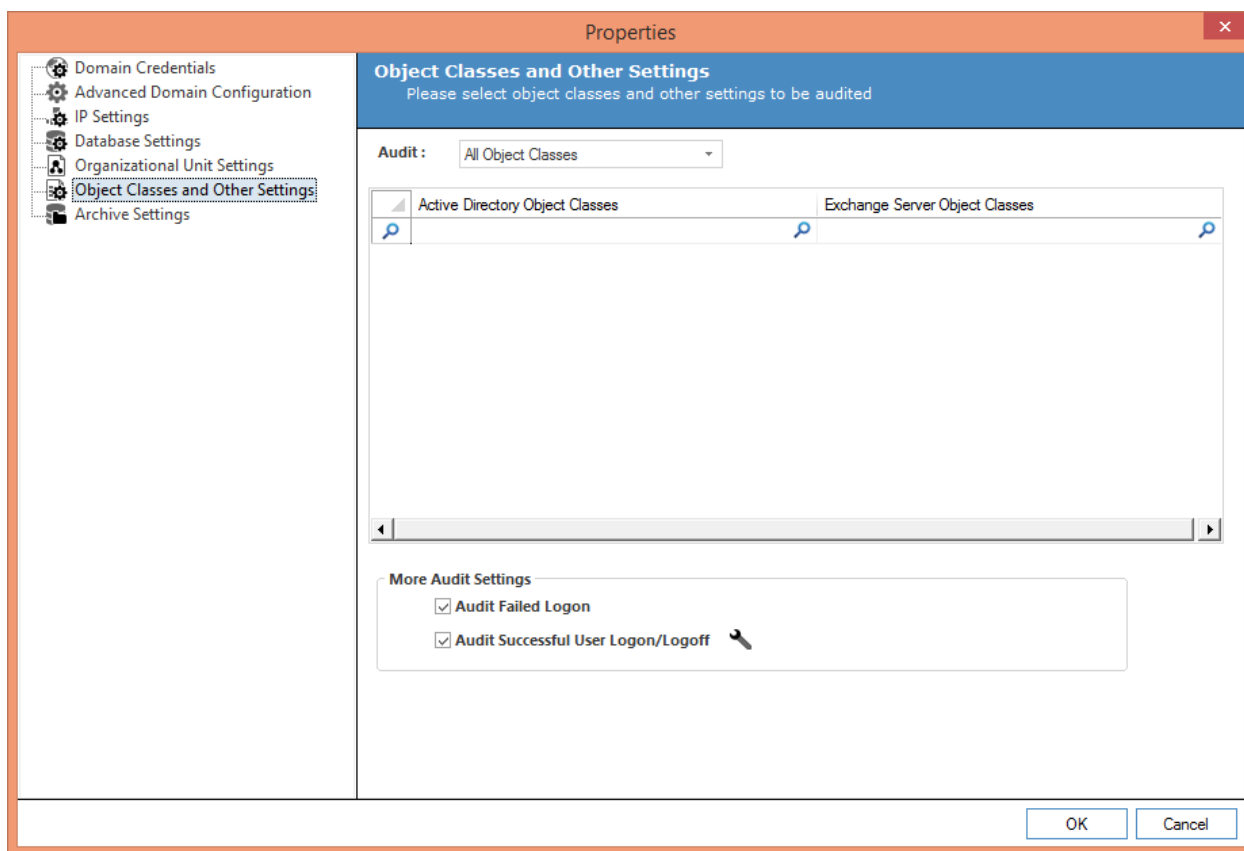 Properties
Domain Credentials
Advanced Domain Configuration
IP Settings
Database Settings
Organizational Unit Settings
Object Classes and Other Settings
Archive Settings
Object Classes and Other Settings
Please select object classes and other settings to be audited
Audit : All Object Classes
Active Directory Object Classes Exchange Server Object Classes
More Audit Settings
Audit Failed Logon
Audit Successful User Logon/Logoff
OK Cancel